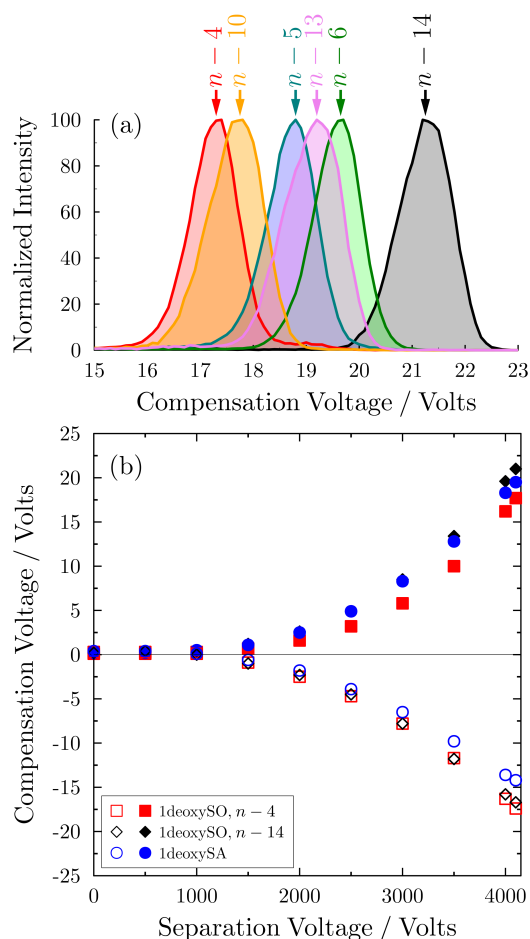 n − 4
n − 10
n − 5
n − 13
n − 6
n − 14
(a)
Normalized Intensity
100
80
60
40
20
0
15 16 17 18 19 20 21 22 23
Compensation Voltage / Volts
(b)
Compensation Voltage / Volts
25
20
15
10
5
0
-5
-10
-15
-20
-25
1deoxySO, n − 4
1deoxySO, n − 14
1deoxySA
0 1000 2000 3000 4000
Separation Voltage / Volts